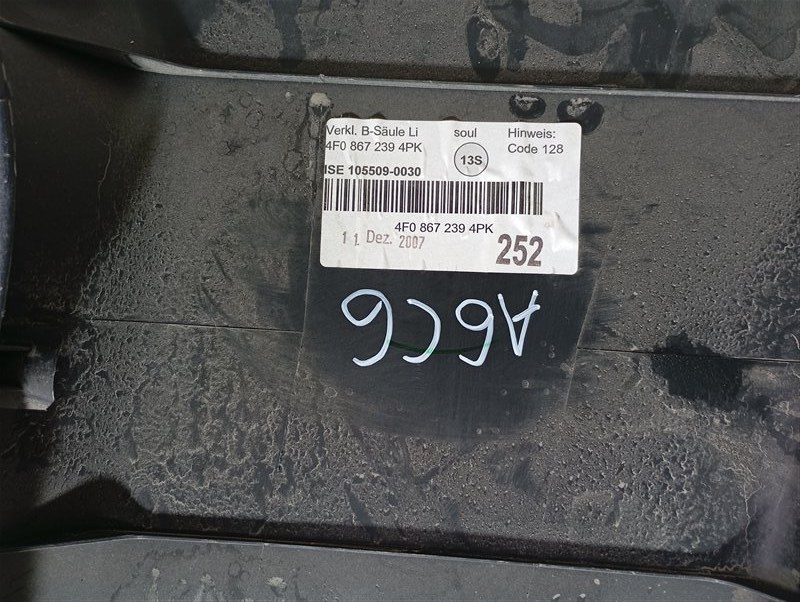 Verkl. B-Säule Li soul Hinweis:
4F0 867 239 4PK 13S Code 128
ISE 105509-0030
4F0 867 239 4PK
11. Dez. 2007 252
A6C6